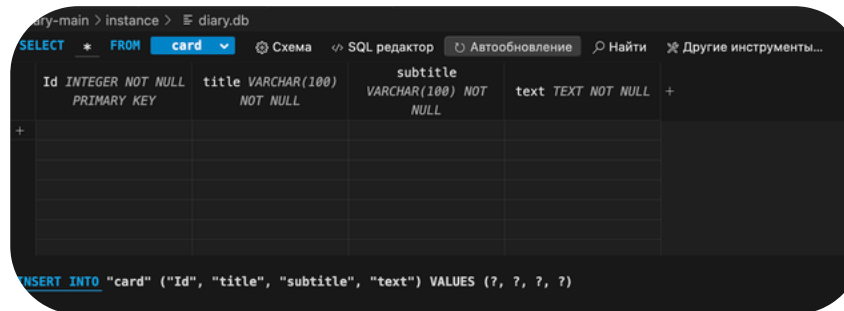 ary-main > instance > diary.db
SELECT * FROM card Схема SQL редактор Автообновление Найти Другие инструменты...
Id INTEGER NOT NULL PRIMARY KEY
title VARCHAR(100) NOT NULL
subtitle VARCHAR(100) NOT NULL
text TEXT NOT NULL +
+
INSERT INTO "card" ("Id", "title", "subtitle", "text") VALUES (?, ?, ?, ?)